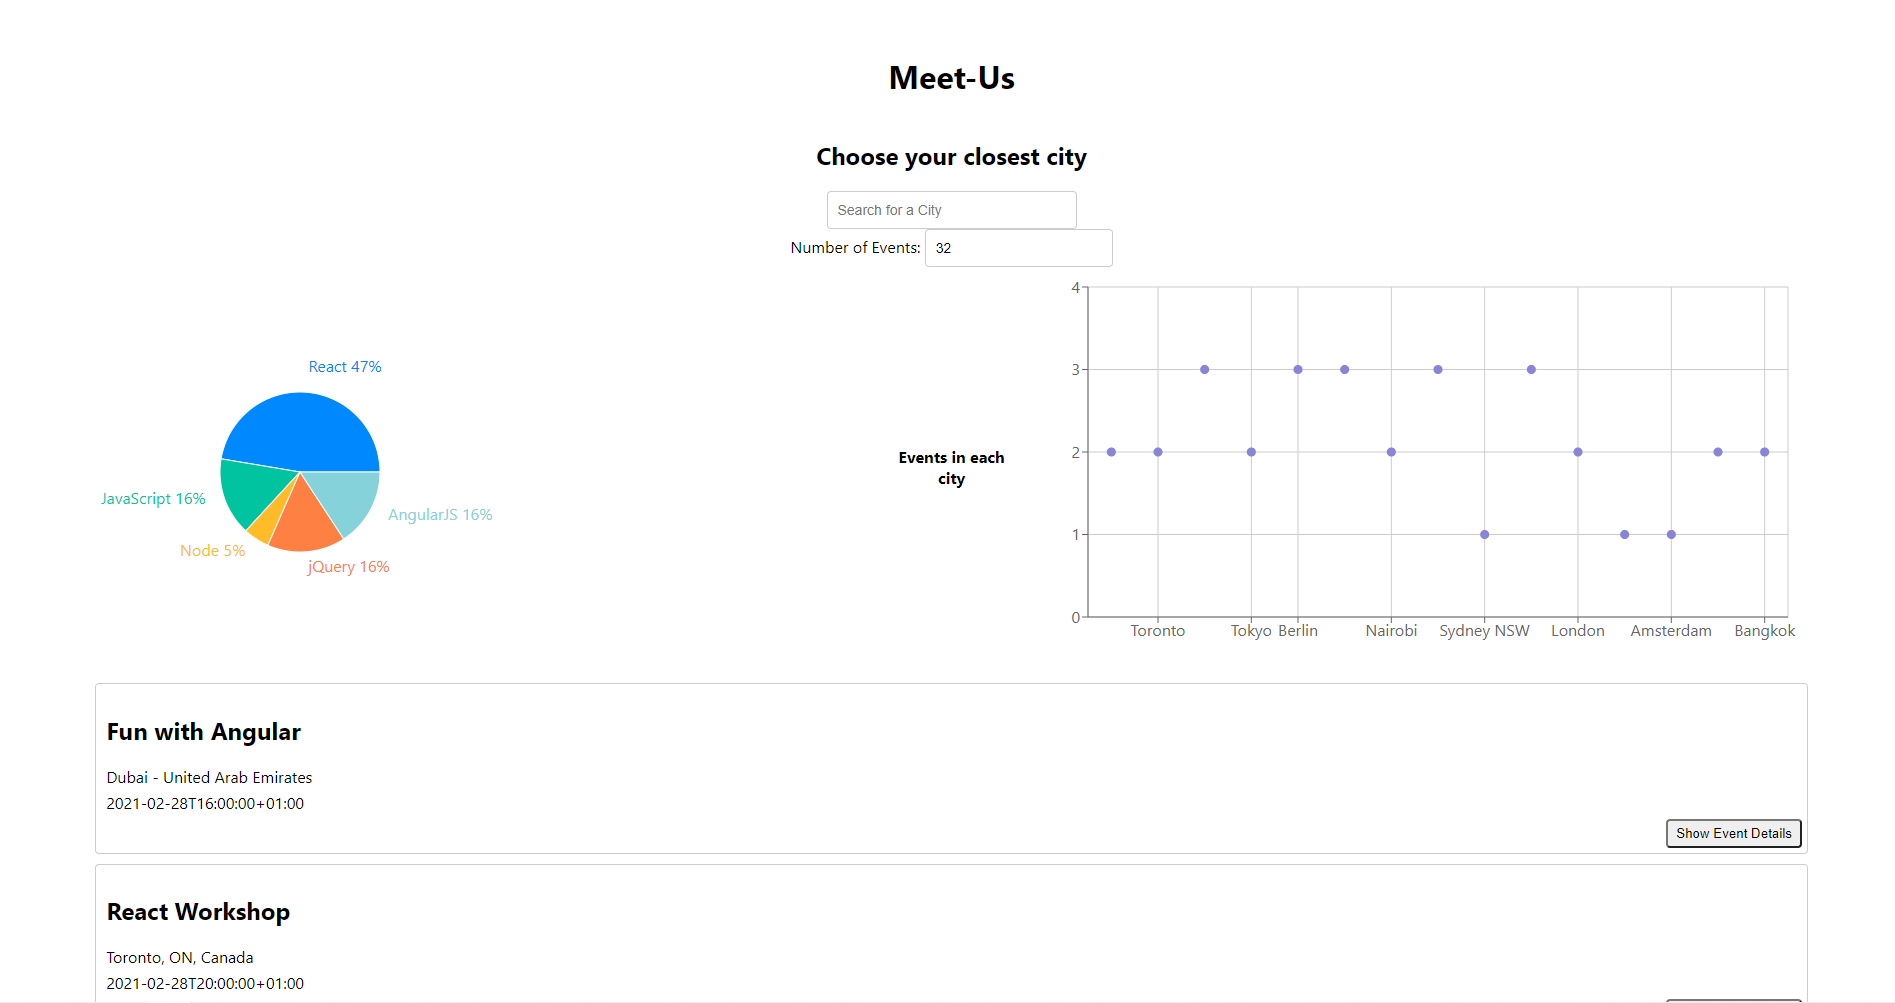 Meet-Us
Choose your closest city
Search for a City
Number of Events: 32
React 47%
JavaScript 16%
AngularJS 16%
Node 5%
jQuery 16%
Events in each
city
4
3
2
1
0
Toronto Tokyo Berlin Nairobi Sydney NSW London Amsterdam Bangkok
Fun with Angular
Dubai - United Arab Emirates
2021-02-28T16:00:00+01:00
Show Event Details
React Workshop
Toronto, ON, Canada
2021-02-28T20:00:00+01:00